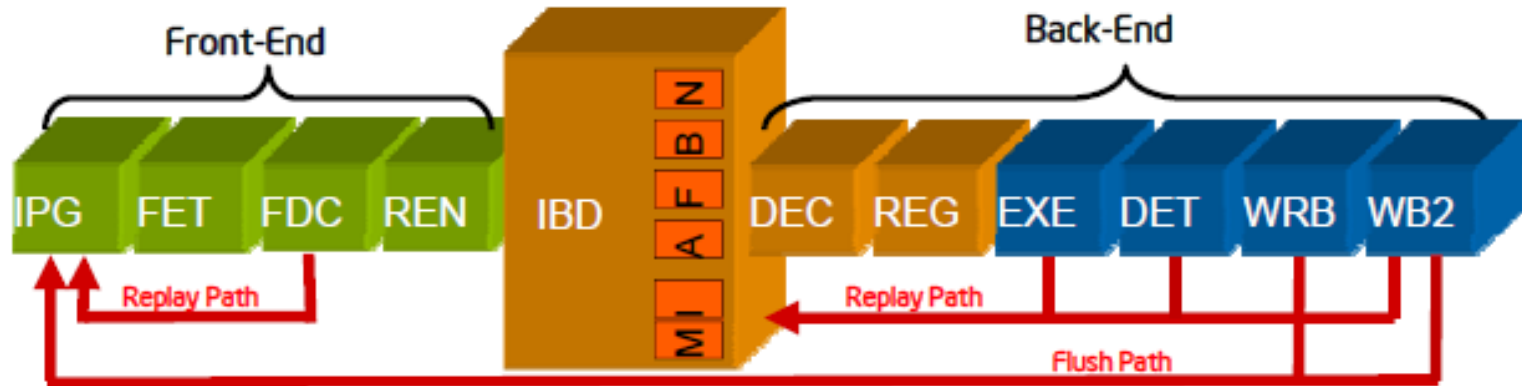 Front-End
Back-End
IPG FET FDC REN IBD DEC REG EXE DET WRB WB2
N
B
F
A
I
M
Replay Path
Replay Path
Flush Path